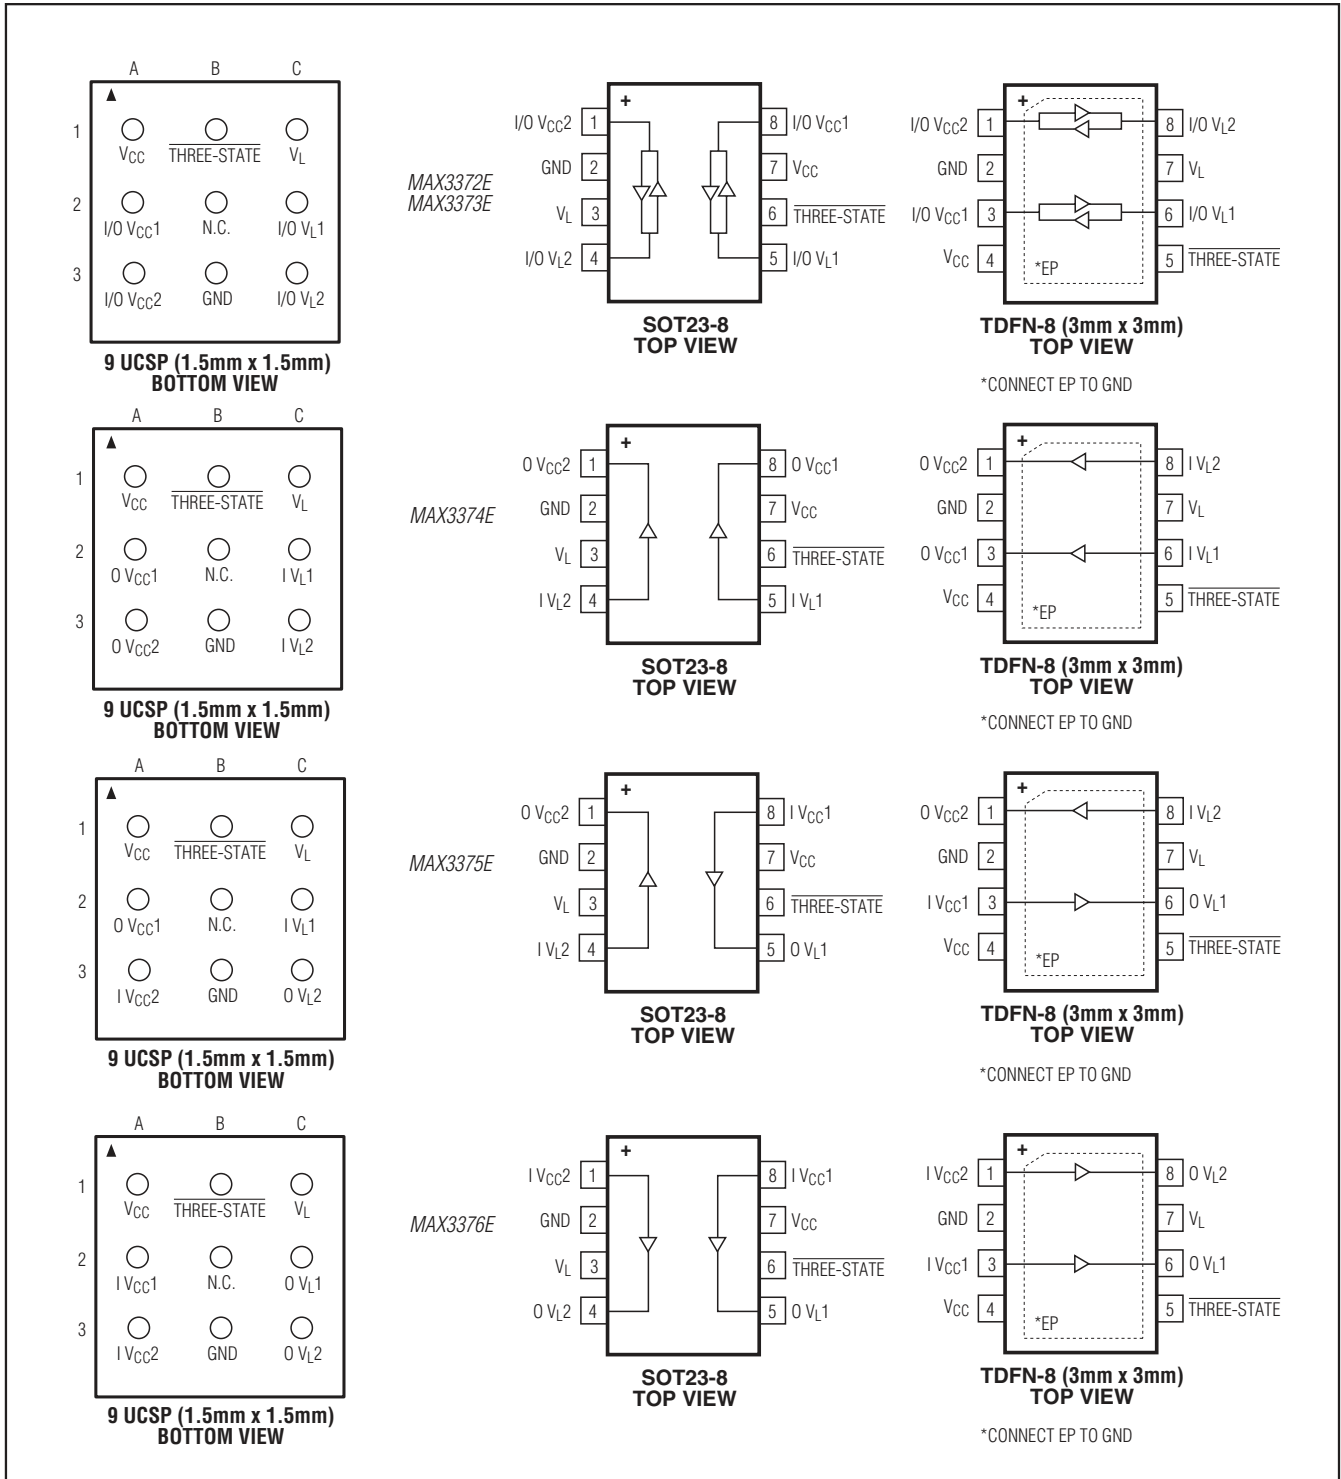 A B C
1
VCC THREE-STATE VL
2
I/O VCC1 N.C. I/O VL1
3
I/O VCC2 GND I/O VL2
9 UCSP (1.5mm x 1.5mm)
BOTTOM VIEW
MAX3372E
MAX3373E
+
I/O VCC2 1 8 I/O VCC1
GND 2 7 VCC
VL 3 6 THREE-STATE
I/O VL2 4 5 I/O VL1
SOT23-8
TOP VIEW
+
I/O VCC2 1 8 I/O VL2
GND 2 7 VL
I/O VCC1 3 6 I/O VL1
VCC 4 5 THREE-STATE
*EP
TDFN-8 (3mm x 3mm)
TOP VIEW
*CONNECT EP TO GND
A B C
1
VCC THREE-STATE VL
2
O VCC1 N.C. I VL1
3
O VCC2 GND I VL2
9 UCSP (1.5mm x 1.5mm)
BOTTOM VIEW
MAX3374E
+
O VCC2 1 8 O VCC1
GND 2 7 VCC
VL 3 6 THREE-STATE
I VL2 4 5 I VL1
SOT23-8
TOP VIEW
+
O VCC2 1 8 I VL2
GND 2 7 VL
O VCC1 3 6 I VL1
VCC 4 5 THREE-STATE
*EP
TDFN-8 (3mm x 3mm)
TOP VIEW
*CONNECT EP TO GND
A B C
1
VCC THREE-STATE VL
2
O VCC1 N.C. I VL1
3
I VCC2 GND O VL2
9 UCSP (1.5mm x 1.5mm)
BOTTOM VIEW
MAX3375E
+
O VCC2 1 8 I VCC1
GND 2 7 VCC
VL 3 6 THREE-STATE
I VL2 4 5 O VL1
SOT23-8
TOP VIEW
+
O VCC2 1 8 I VL2
GND 2 7 VL
I VCC1 3 6 O VL1
VCC 4 5 THREE-STATE
*EP
TDFN-8 (3mm x 3mm)
TOP VIEW
*CONNECT EP TO GND
A B C
1
VCC THREE-STATE VL
2
I VCC1 N.C. O VL1
3
I VCC2 GND O VL2
9 UCSP (1.5mm x 1.5mm)
BOTTOM VIEW
MAX3376E
+
I VCC2 1 8 I VCC1
GND 2 7 VCC
VL 3 6 THREE-STATE
O VL2 4 5 O VL1
SOT23-8
TOP VIEW
+
I VCC2 1 8 O VL2
GND 2 7 VL
I VCC1 3 6 O VL1
VCC 4 5 THREE-STATE
*EP
TDFN-8 (3mm x 3mm)
TOP VIEW
*CONNECT EP TO GND